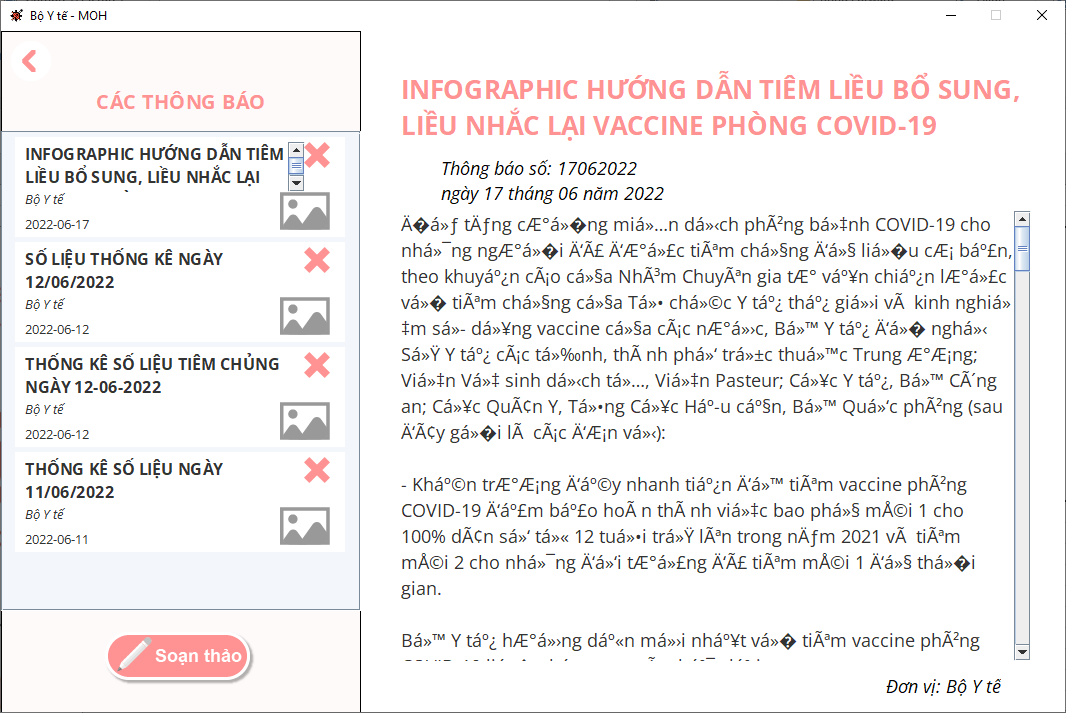 Bộ Y tế - MOH
CÁC THÔNG BÁO
INFOGRAPHIC HƯỚNG DẪN TIÊM
LIỀU BỔ SUNG, LIỀU NHẮC LẠI
Bộ Y tế
2022-06-17
SỐ LIỆU THỐNG KÊ NGÀY
12/06/2022
Bộ Y tế
2022-06-12
THỐNG KÊ SỐ LIỆU TIÊM CHỦNG
NGÀY 12-06-2022
Bộ Y tế
2022-06-12
THỐNG KÊ SỐ LIỆU NGÀY
11/06/2022
Bộ Y tế
2022-06-11
Soạn thảo
INFOGRAPHIC HƯỚNG DẪN TIÊM LIỀU BỔ SUNG,
LIỀU NHẮC LẠI VACCINE PHÒNG COVID-19
Thông báo số: 17062022
ngày 17 tháng 06 năm 2022
Ä�á»ƒ tÄƒng cÆ°á»�ng miá»…n dá»‹ch phÃ²ng bá»‡nh COVID-19 cho
nhá»¯ng ngÆ°á»�i Ä‘Ã£ Ä‘Æ°á»£c tiÃªm chá»§ng Ä‘á»§ liá»�u cÆ¡ báº£n,
theo khuyáº¿n cÃ¡o cá»§a NhÃ³m ChuyÃªn gia tÆ° váº¥n chiáº¿n lÆ°á»£c
vá»� tiÃªm chá»§ng cá»§a Tá»• chá»©c Y táº¿ tháº¿ giá»›i vÃ  kinh nghiá»
‡m sá»- dá»¥ng vaccine cá»§a cÃ¡c nÆ°á»›c, Bá»™ Y táº¿ Ä‘á»� nghá»‹
Sá»Ÿ Y táº¿ cÃ¡c tá»‰nh, thÃ nh phá»‘ trá»±c thuá»™c Trung Æ°Æ¡ng;
Viá»‡n Vá»‡ sinh dá»‹ch tá»…, Viá»‡n Pasteur; Cá»¥c Y táº¿, Bá»™ CÃ´ng
an; Cá»¥c QuÃ¢n Y, Tá»•ng Cá»¥c Háº­-u cáº§n, Bá»™ Quá»‘c phÃ²ng (sau
Ä‘Ã¢y gá»�i lÃ  cÃ¡c Ä‘Æ¡n vá»‹):
- Kháº©n trÆ°Æ¡ng Ä‘áº©y nhanh tiáº¿n Ä‘á»™ tiÃªm vaccine phÃ²ng
COVID-19 Ä‘áº£m báº£o hoÃ n thÃ nh viá»‡c bao phá»§ mÅ©i 1 cho
100% dÃ¢n sá»‘ tá»« 12 tuá»•i trá»Ÿ lÃªn trong nÄƒm 2021 vÃ  tiÃªm
mÅ©i 2 cho nhá»¯ng Ä‘á»‘i tÆ°á»£ng Ä‘Ã£ tiÃªm mÅ©i 1 Ä‘á»§ thá»�i
gian.
Bá»™ Y táº¿ hÆ°á»›ng dáº«n má»›i nháº¥t vá»� tiÃªm vaccine phÃ²ng
Đơn vị: Bộ Y tế